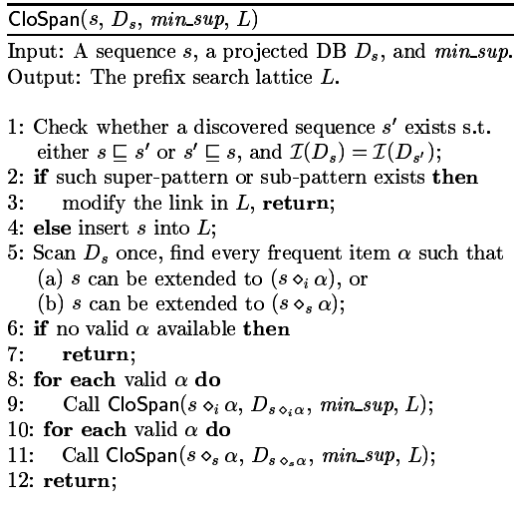 CloSpan(s, D_s, min_sup, L)
Input: A sequence s, a projected DB D_s, and min_sup.
Output: The prefix search lattice L.
1: Check whether a discovered sequence s′ exists s.t.
either s ⊑ s′ or s′ ⊑ s, and I(D_s) = I(D_s′);
2: if such super-pattern or sub-pattern exists then
3: modify the link in L, return;
4: else insert s into L;
5: Scan D_s once, find every frequent item α such that
(a) s can be extended to (s ⋄_i α), or
(b) s can be extended to (s ⋄_s α);
6: if no valid α available then
7: return;
8: for each valid α do
9: Call CloSpan(s ⋄_i α, D_{s ⋄_i α}, min_sup, L);
10: for each valid α do
11: Call CloSpan(s ⋄_s α, D_{s ⋄_s α}, min_sup, L);
12: return;